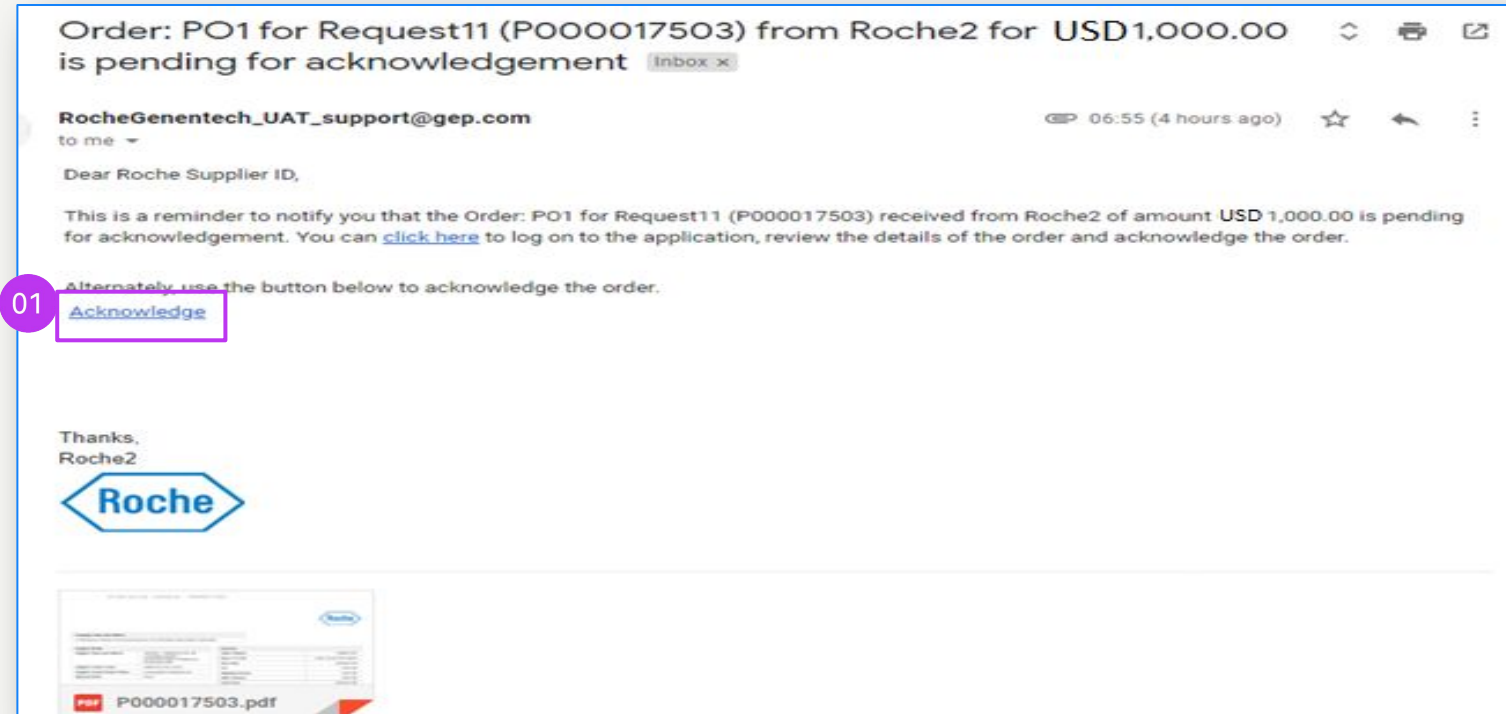 Order: PO1 for Request11 (P000017503) from Roche2 for USD 1,000.00
is pending for acknowledgement Inbox x
RocheGenentech_UAT_support@gep.com 06:55 (4 hours ago)
to me
Dear Roche Supplier ID,
This is a reminder to notify you that the Order: PO1 for Request11 (P000017503) received from Roche2 of amount USD 1,000.00 is pending
for acknowledgement. You can click here to log on to the application, review the details of the order and acknowledge the order.
Alternately, use the button below to acknowledge the order.
01
Acknowledge
Thanks,
Roche2
Roche
Roche
PDF P000017503.pdf